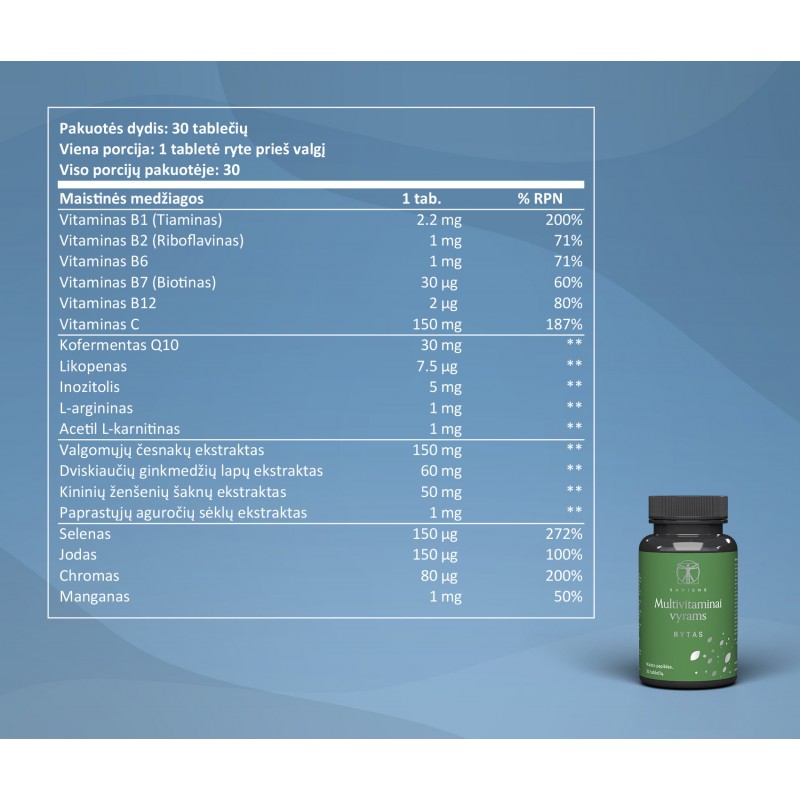 Pakuotės dydis: 30 tablečių
Viena porcija: 1 tabletė ryte prieš valgį
Viso porcijų pakuotėje: 30
Maistinės medžiagos 1 tab. % RPN
Vitaminas B1 (Tiaminas) 2.2 mg 200%
Vitaminas B2 (Riboflavinas) 1 mg 71%
Vitaminas B6 1 mg 71%
Vitaminas B7 (Biotinas) 30 µg 60%
Vitaminas B12 2 µg 80%
Vitaminas C 150 mg 187%
Kofermentas Q10 30 mg **
Likopenas 7.5 µg **
Inozitolis 5 mg **
L-argininas 1 mg **
Acetil L-karnitinas 1 mg **
Valgomųjų česnakų ekstraktas 150 mg **
Dviskiaučių ginkmedžių lapų ekstraktas 60 mg **
Kininių ženšenių šaknų ekstraktas 50 mg **
Paprastųjų aguročių sėklų ekstraktas 1 mg **
Selenas 150 µg 272%
Jodas 150 µg 100%
Chromas 80 µg 200%
Manganas 1 mg 50%
SAPIENS
Multivitaminai
vyrams
RYTAS
Maisto papildas.
30 tablečių